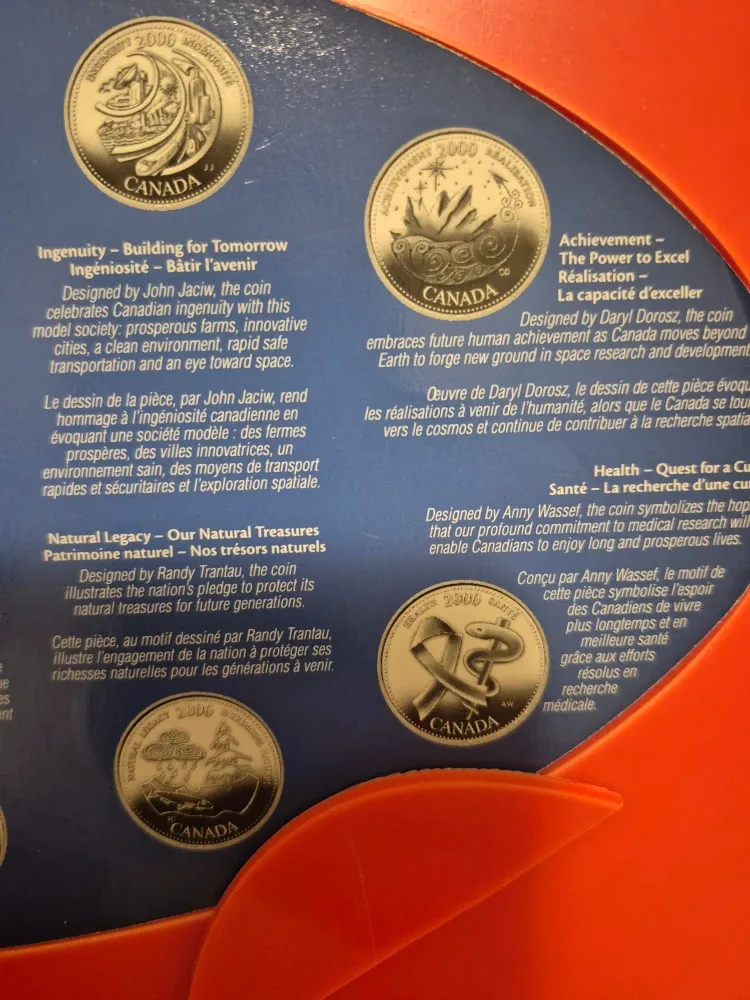 INGENUITY 2000 INGÉNIOSITÉ
CANADA
JJ
Ingenuity – Building for Tomorrow
Ingéniosité – Bâtir l'avenir
Designed by John Jaciw, the coin
celebrates Canadian ingenuity with this
model society: prosperous farms, innovative
cities, a clean environment, rapid safe
transportation and an eye toward space.
Le dessin de la pièce, par John Jaciw, rend
hommage à l'ingéniosité canadienne en
évoquant une société modèle : des fermes
prospères, des villes innovatrices, un
environnement sain, des moyens de transport
rapides et sécuritaires et l'exploration spatiale.
Natural Legacy – Our Natural Treasures
Patrimoine naturel – Nos trésors naturels
Designed by Randy Trantau, the coin
illustrates the nation's pledge to protect its
natural treasures for future generations.
Cette pièce, au motif dessiné par Randy Trantau,
illustre l'engagement de la nation à protéger ses
richesses naturelles pour les générations à venir.
NATURAL LEGACY 2000 PATRIMOINE NATUREL
CANADA
ACHIEVEMENT 2000 RÉALISATION
CANADA
DD
Achievement –
The Power to Excel
Réalisation –
La capacité d'exceller
Designed by Daryl Dorosz, the coin
embraces future human achievement as Canada moves beyond
Earth to forge new ground in space research and development
Œuvre de Daryl Dorosz, le dessin de cette pièce évoq
les réalisations à venir de l'humanité, alors que le Canada se tou
vers le cosmos et continue de contribuer à la recherche spatia
Health – Quest for a Cu
Santé – La recherche d'une cu
Designed by Anny Wassef, the coin symbolizes the hop
that our profound commitment to medical research will
enable Canadians to enjoy long and prosperous lives.
Conçu par Anny Wassef, le motif de
cette pièce symbolise l'espoir
des Canadiens de vivre
plus longtemps et en
meilleure santé
grâce aux efforts
résolus en
recherche
médicale.
HEALTH 2000 SANTÉ
A.W.
CANADA